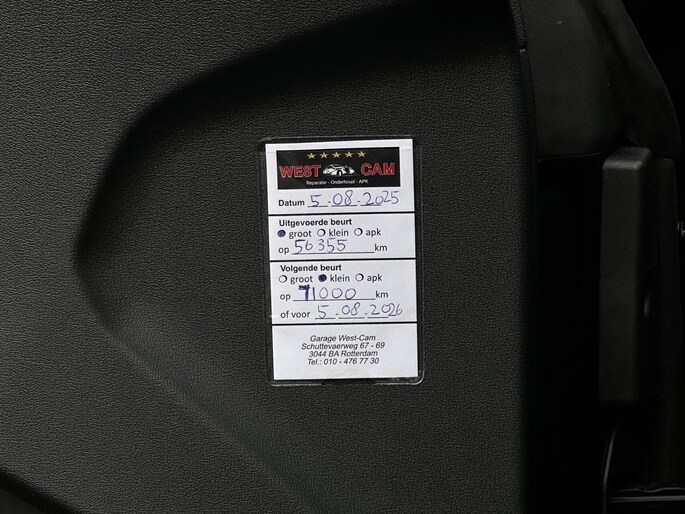 WEST CAM
Reparatie - Onderhoud - APK
Datum 5.08.2025
Uitgevoerde beurt
groot klein apk
op 56355 km
Volgende beurt
groot klein apk
op 71000 km
of voor 5.08.2026
Garage West-Cam
Schuttevaerweg 67 - 69
3044 BA Rotterdam
Tel.: 010 - 476 77 30